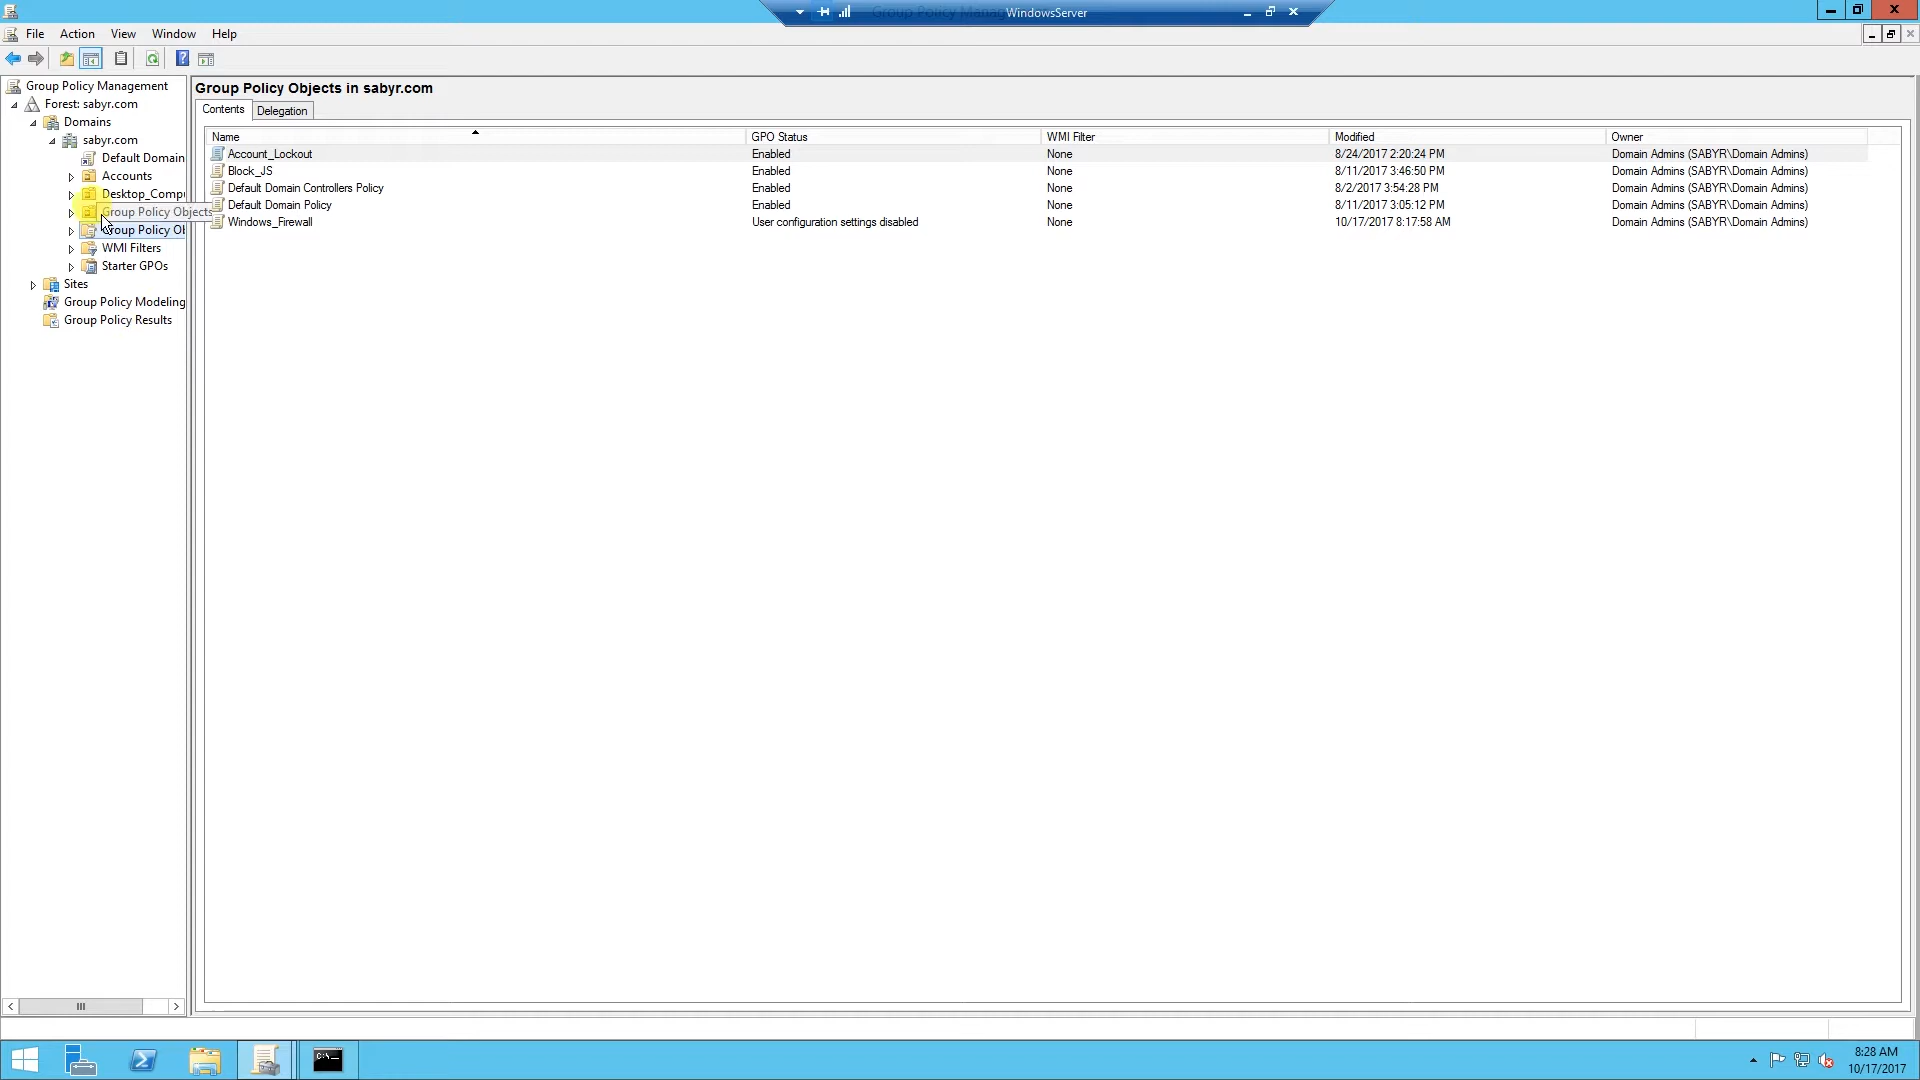 Group Policy Manag
WindowsServer
File Action View Window Help
Group Policy Management
Forest: sabyr.com
Domains
sabyr.com
Default Domain
Accounts
Desktop_Compu
Group Policy Objects
Group Policy Ob
WMI Filters
Starter GPOs
Sites
Group Policy Modeling
Group Policy Results
Group Policy Objects in sabyr.com
Contents Delegation
Name GPO Status WMI Filter Modified Owner
Account_Lockout Enabled None 8/24/2017 2:20:24 PM Domain Admins (SABYR\Domain Admins)
Block_JS Enabled None 8/11/2017 3:46:50 PM Domain Admins (SABYR\Domain Admins)
Default Domain Controllers Policy Enabled None 8/2/2017 3:54:28 PM Domain Admins (SABYR\Domain Admins)
Default Domain Policy Enabled None 8/11/2017 3:05:12 PM Domain Admins (SABYR\Domain Admins)
Windows_Firewall User configuration settings disabled None 10/17/2017 8:17:58 AM Domain Admins (SABYR\Domain Admins)
8:28 AM
10/17/2017